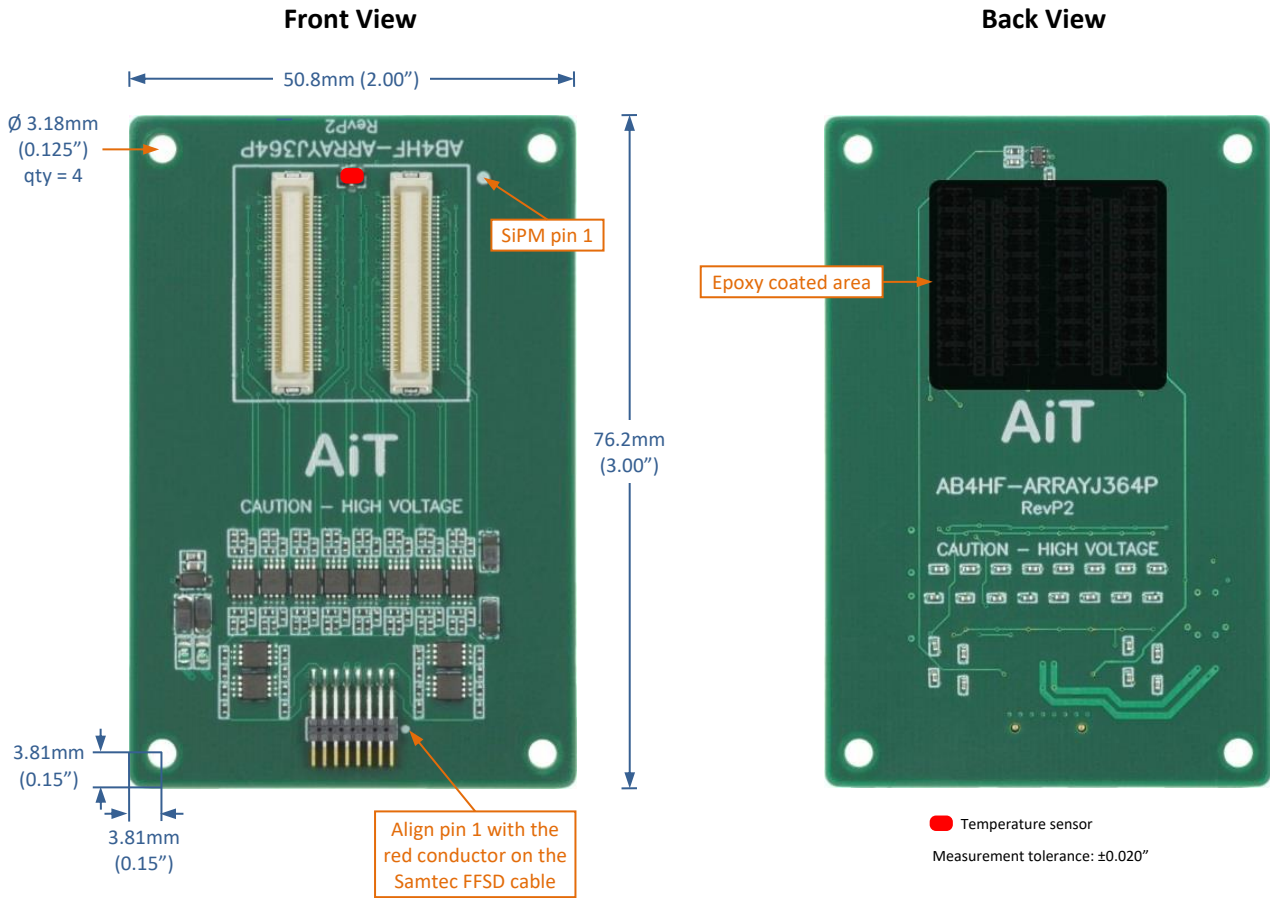 Front View
Back View
50.8mm (2.00”)
Ø 3.18mm
(0.125”)
qty = 4
RevP2
AB4HF-ARRAYJ364P
SiPM pin 1
Epoxy coated area
76.2mm
(3.00”)
AiT
CAUTION – HIGH VOLTAGE
AiT
AB4HF-ARRAYJ364P
RevP2
CAUTION – HIGH VOLTAGE
3.81mm
(0.15”)
3.81mm
(0.15”)
Align pin 1 with the
red conductor on the
Samtec FFSD cable
Temperature sensor
Measurement tolerance: ±0.020”